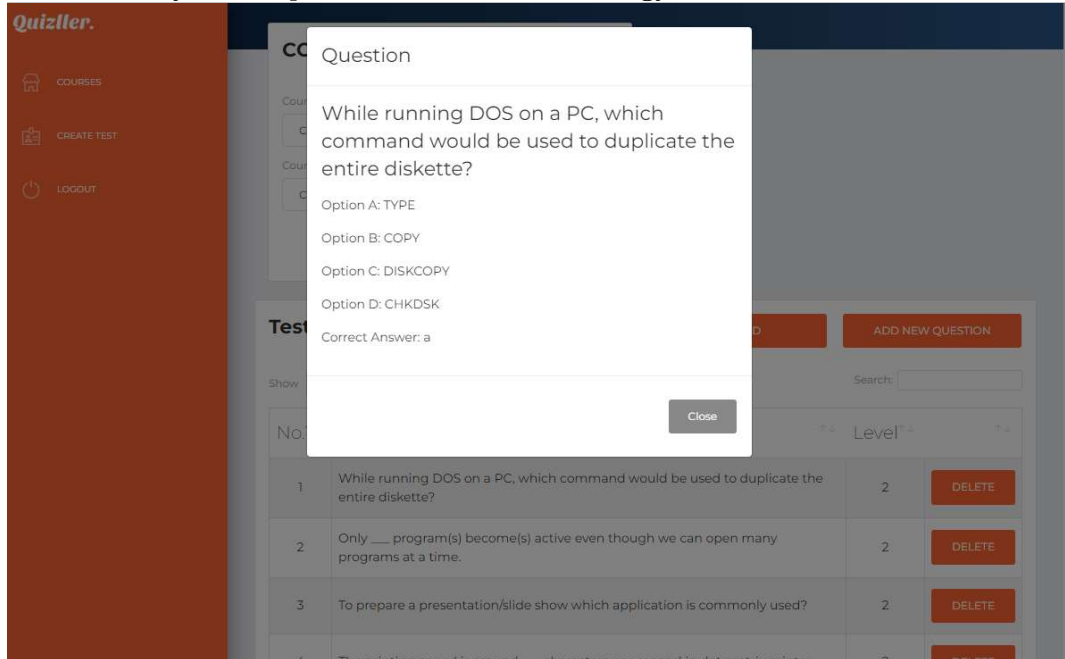 Quizller.
COURSES
CREATE TEST
LOGOUT
CO
Cour
C
Cour
C
Question
While running DOS on a PC, which
command would be used to duplicate the
entire diskette?
Option A: TYPE
Option B: COPY
Option C: DISKCOPY
Option D: CHKDSK
Correct Answer: a
Close
Test
D
ADD NEW QUESTION
Show
Search:
No.
Level
1
While running DOS on a PC, which command would be used to duplicate the
entire diskette?
2
DELETE
2
Only ___ program(s) become(s) active even though we can open many
programs at a time.
2
DELETE
3
To prepare a presentation/slide show which application is commonly used?
2
DELETE